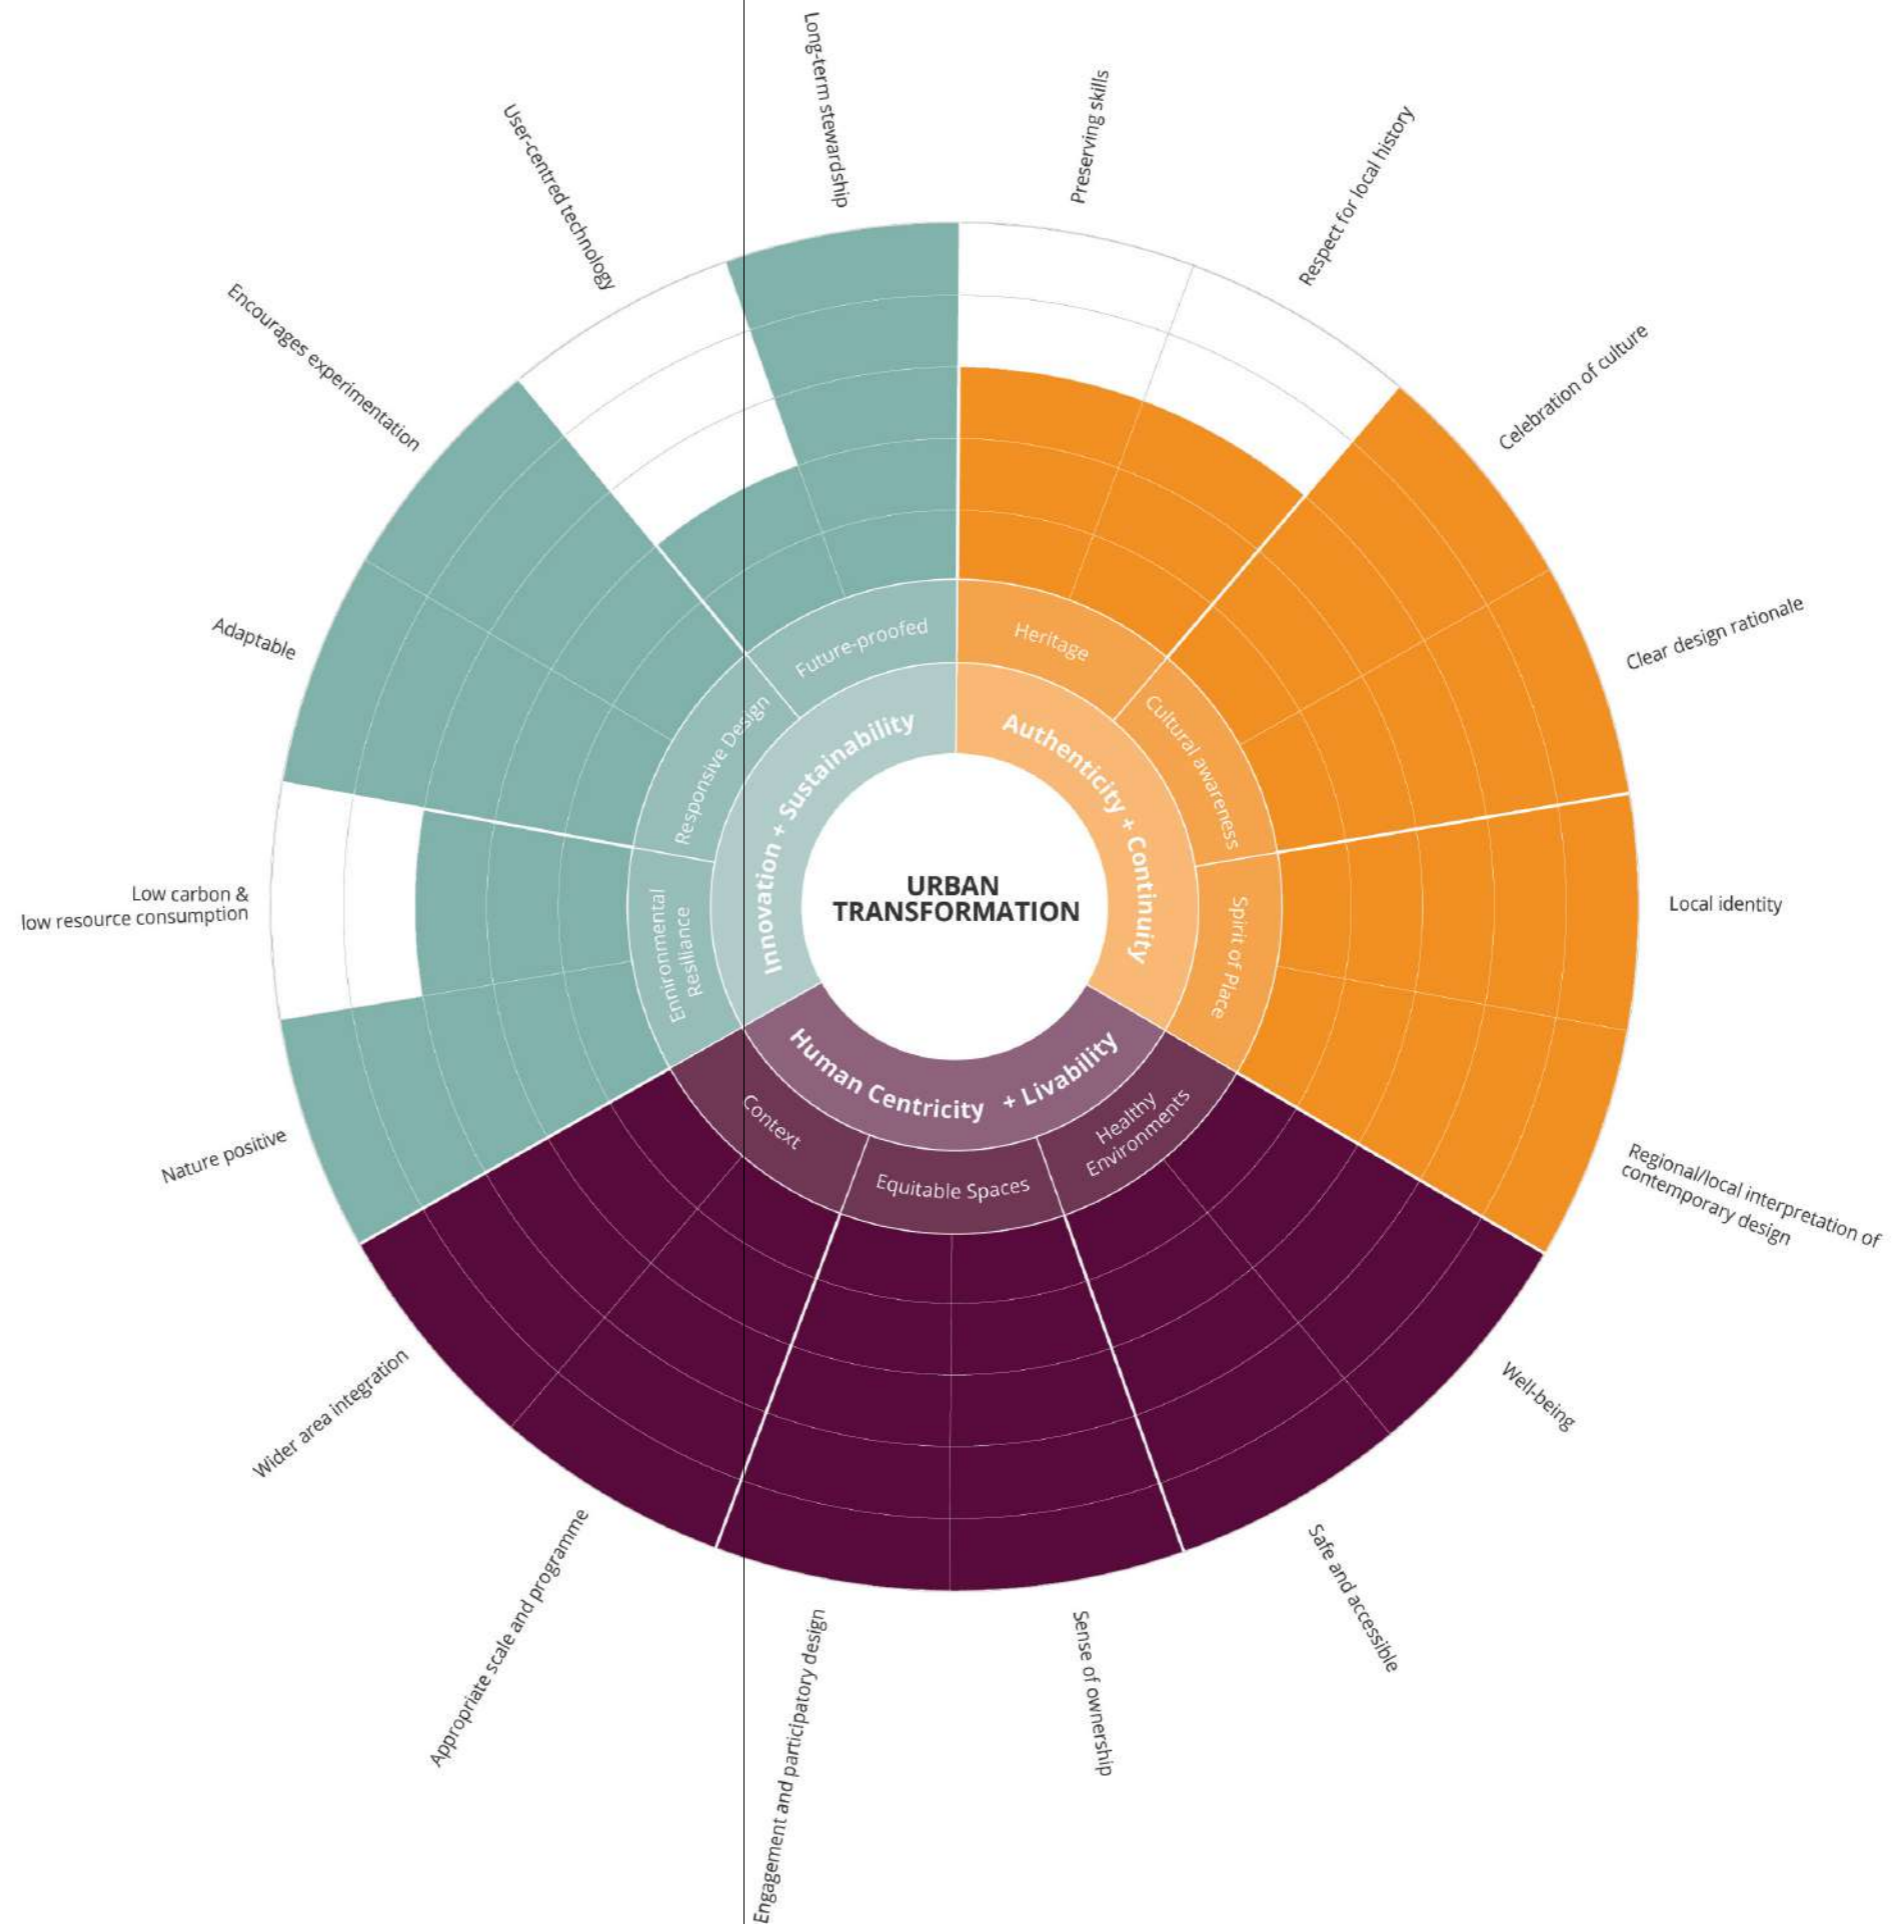 URBAN
TRANSFORMATION
Authenticity + Continuity
Human Centricity + Livability
Innovation + Sustainability
Heritage
Cultural awareness
Spirit of Place
Healthy
Environments
Equitable Spaces
Context
Ennironmental
Resiliance
Responsive Design
Future-proofed
Preserving skills
Respect for local history
Celebration of culture
Clear design rationale
Local identity
Regional/local interpretation of
contemporary design
Well-being
Safe and accessible
Sense of ownership
Engagement and participatory design
Appropriate scale and programme
Wider area integration
Nature positive
Low carbon &
low resource consumption
Adaptable
Encourages experimentation
User-centred technology
Long-term stewardship